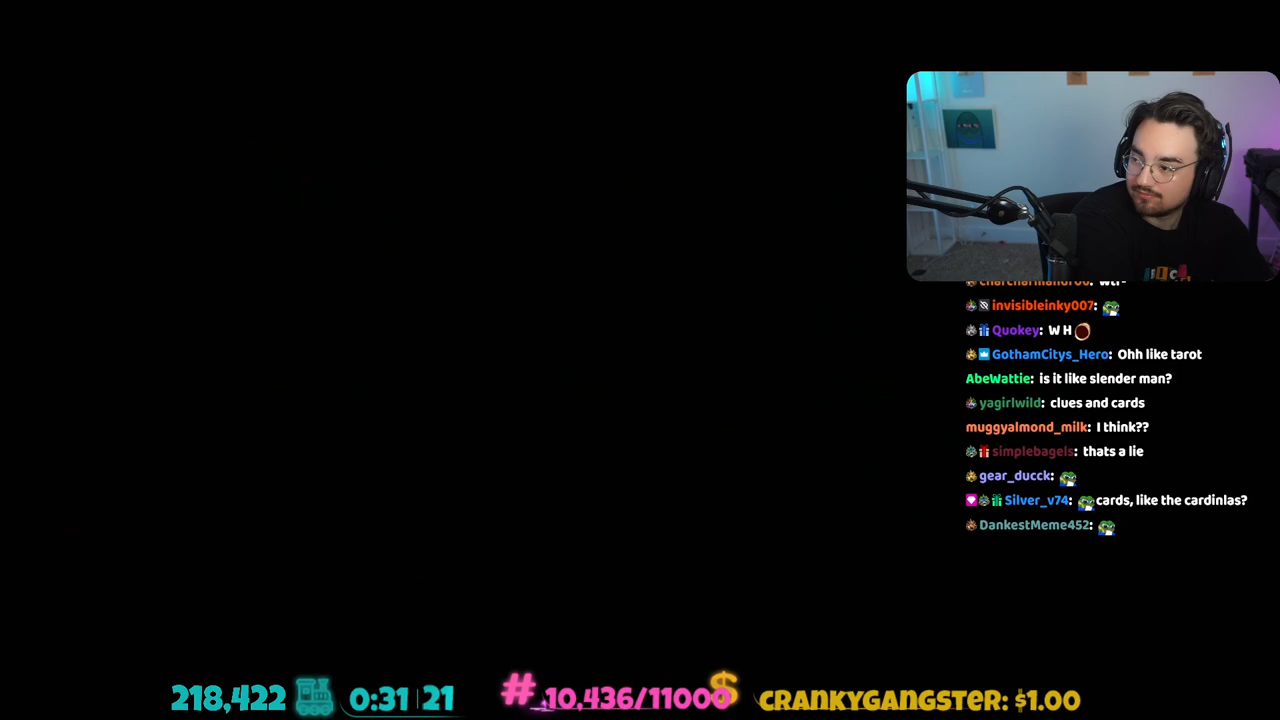 invisibleinky007:
Quokey: W H
GothamCitys_Hero: Ohh like tarot
AbeWattie: is it like slender man?
yagirlwild: clues and cards
muggyalmond_milk: I think??
simplebagels: thats a lie
gear_ducck:
Silver_v74: cards, like the cardinlas?
DankestMeme452:
218,422 0:31 21 # 10,436/11000 $ CRANKYGANGSTER: $1.00